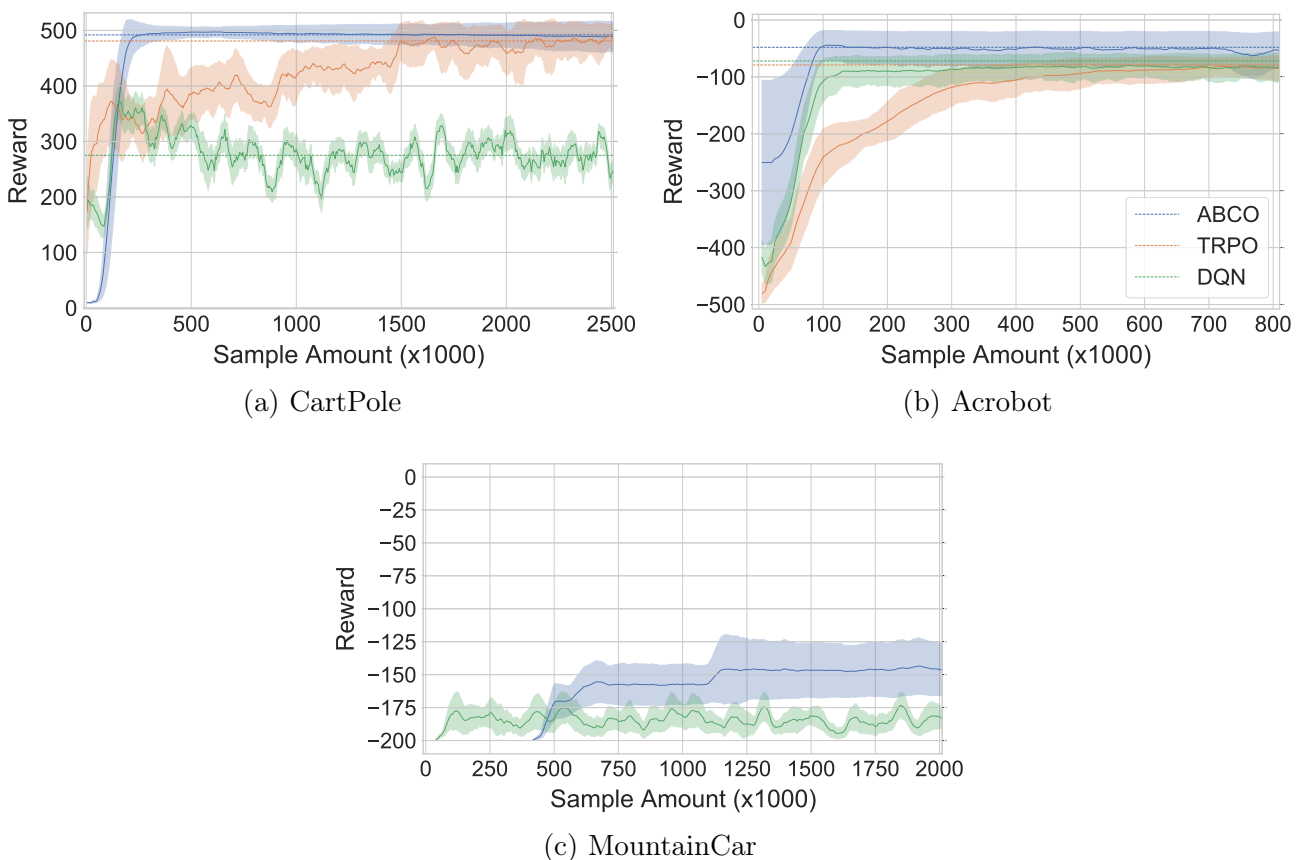 500
400
300
200
100
0
Reward
0 500 1000 1500 2000 2500
Sample Amount (x1000)
(a) CartPole
0
−100
−200
−300
−400
−500
Reward
ABCO
TRPO
DQN
0 100 200 300 400 500 600 700 800
Sample Amount (x1000)
(b) Acrobot
0
−25
−50
−75
−100
−125
−150
−175
−200
Reward
0 250 500 750 1000 1250 1500 1750 2000
Sample Amount (x1000)
(c) MountainCar